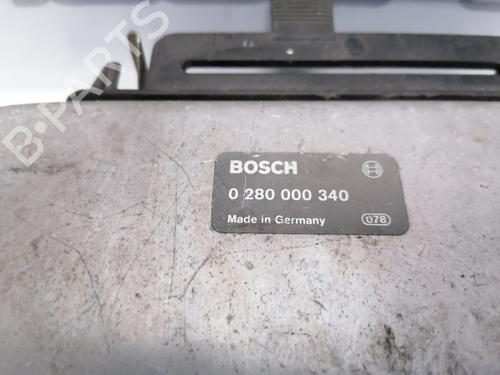 B-PARTS
BOSCH
0 280 000 340
Made in Germany 078